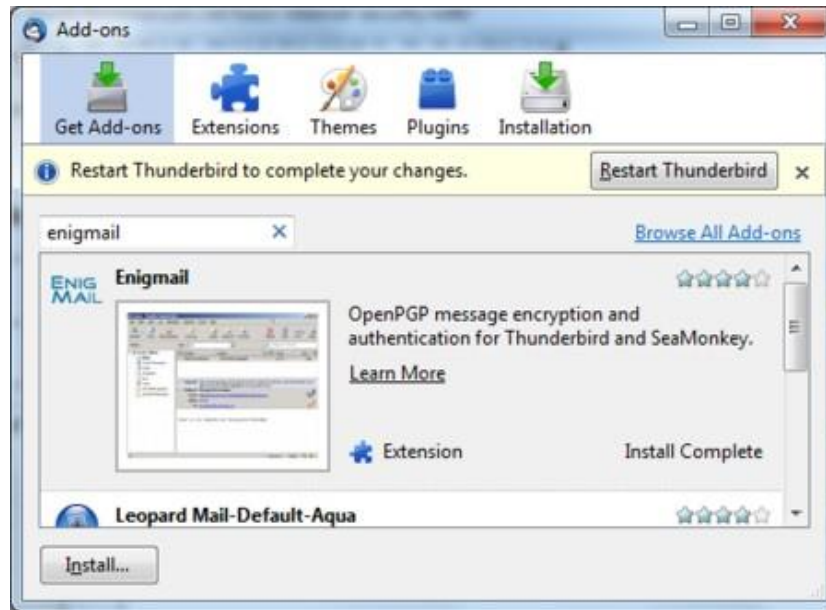 Add-ons
Get Add-ons Extensions Themes Plugins Installation
Restart Thunderbird to complete your changes. Restart Thunderbird
enigmail Browse All Add-ons
ENIG
MAIL
Enigmail
OpenPGP message encryption and
authentication for Thunderbird and SeaMonkey.
Learn More
Extension Install Complete
Leopard Mail-Default-Aqua
Install...